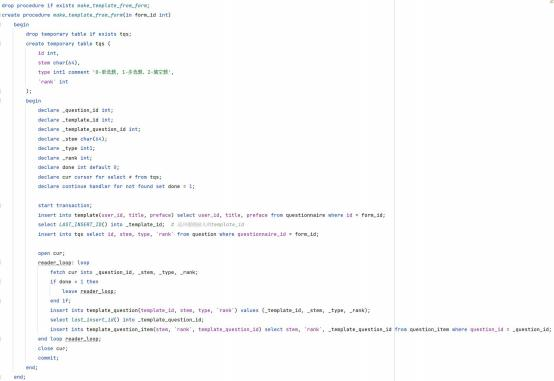 drop procedure if exists make_template_from_form;
create procedure make_template_from_form(in form_id int)
begin
drop temporary table if exists tqs;
create temporary table tqs (
id int,
stem char(64),
type int1 comment '0-单选题, 1-多选题, 2-填空题',
`rank` int
);
begin
declare _question_id int;
declare _template_id int;
declare _template_question_id int;
declare _stem char(64);
declare _type int1;
declare _rank int;
declare done int default 0;
declare cur cursor for select * from tqs;
declare continue handler for not found set done = 1;
start transaction;
insert into template(user_id, title, preface) select user_id, title, preface from questionnaire where id = form_id;
select LAST_INSERT_ID() into _template_id; #
insert into tqs select id, stem, type, `rank` from question where questionnaire_id = form_id;
open cur;
reader_loop: loop
fetch cur into _question_id, _stem, _type, _rank;
if done = 1 then
leave reader_loop;
end if;
insert into template_question(template_id, stem, type, `rank`) values (_template_id, _stem, _type, _rank);
select last_insert_id() into _template_question_id;
insert into template_question_item(stem, `rank`, template_question_id) select stem, `rank`, _template_question_id from question_item where question_id = _question_id;
end loop reader_loop;
close cur;
commit;
end;
end;